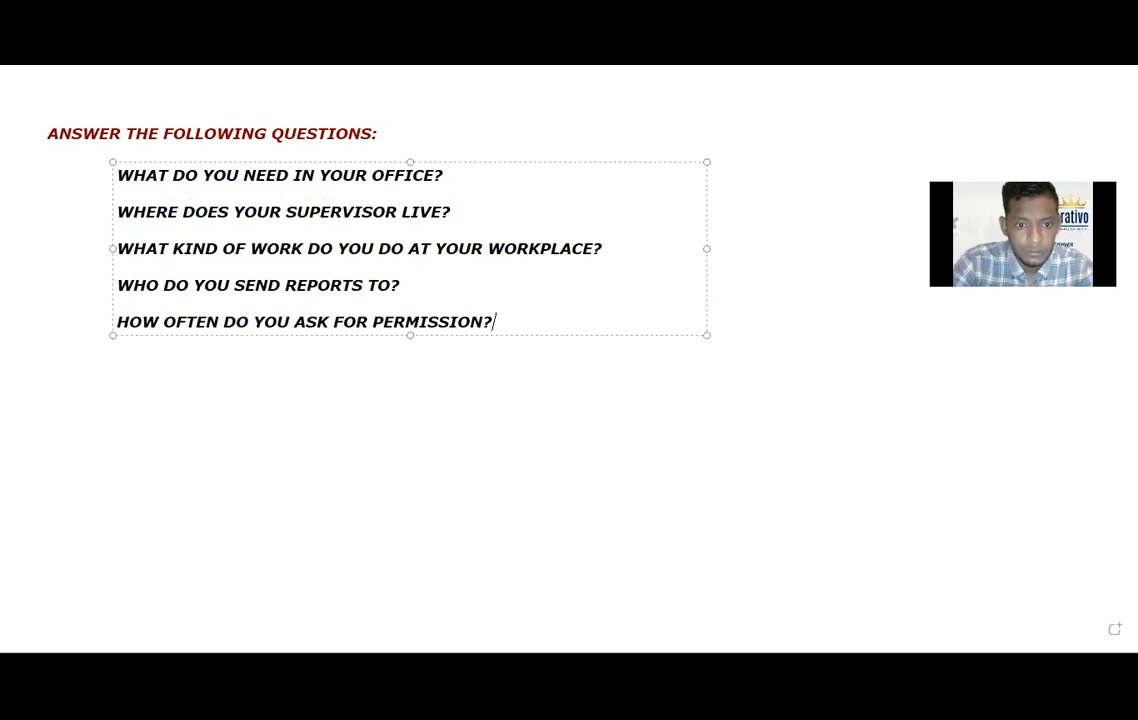 ANSWER THE FOLLOWING QUESTIONS:
WHAT DO YOU NEED IN YOUR OFFICE?
WHERE DOES YOUR SUPERVISOR LIVE?
WHAT KIND OF WORK DO YOU DO AT YOUR WORKPLACE?
WHO DO YOU SEND REPORTS TO?
HOW OFTEN DO YOU ASK FOR PERMISSION?
rativo